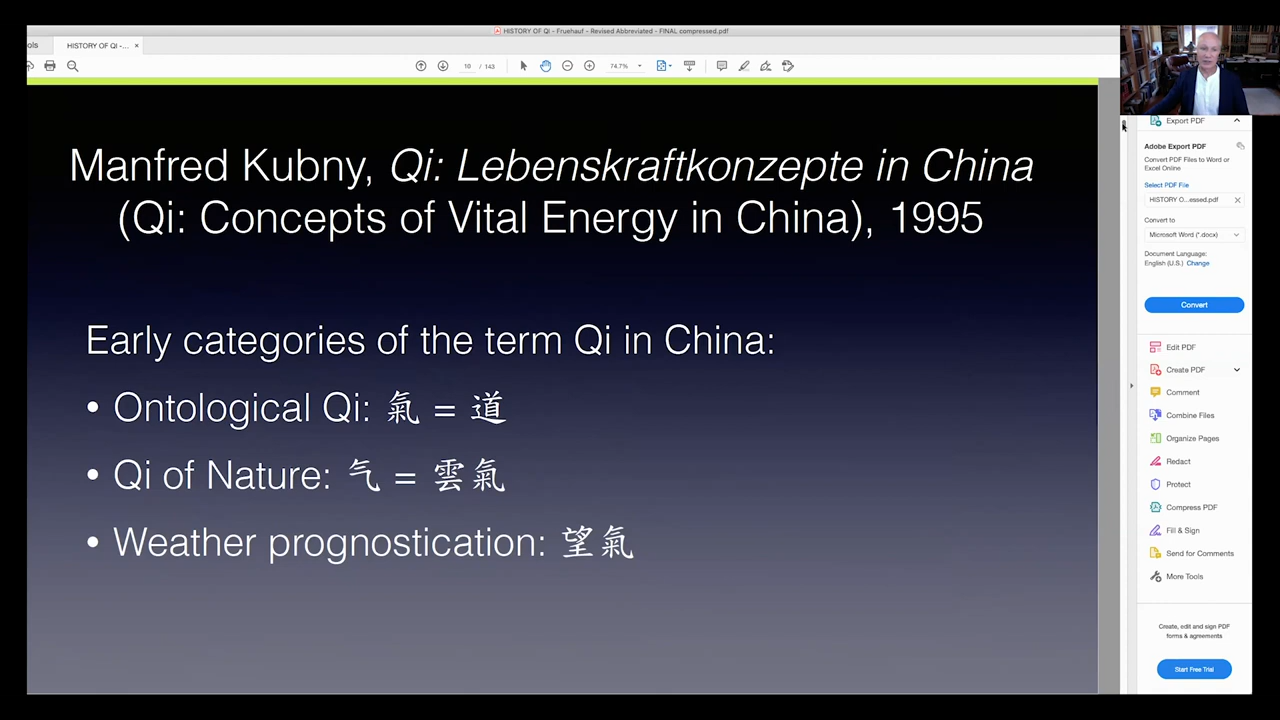 HISTORY OF QI - Fruehauf - Revised Abbreviated - FINAL compressed.pdf
ols
HISTORY OF QI -...
10 / 143
74.7%
Manfred Kubny, Qi: Lebenskraftkonzepte in China
(Qi: Concepts of Vital Energy in China), 1995
Early categories of the term Qi in China:
• Ontological Qi: 氣 = 道
• Qi of Nature: 气 = 雲氣
• Weather prognostication: 望氣
Export PDF
Adobe Export PDF
Convert PDF Files to Word or
Excel Online
Select PDF File
HISTORY O...essed.pdf
Convert to
Microsoft Word (*.docx)
Document Language:
English (U.S.) Change
Convert
Edit PDF
Create PDF
Comment
Combine Files
Organize Pages
Redact
Protect
Compress PDF
Fill & Sign
Send for Comments
More Tools
Create, edit and sign PDF
forms & agreements
Start Free Trial